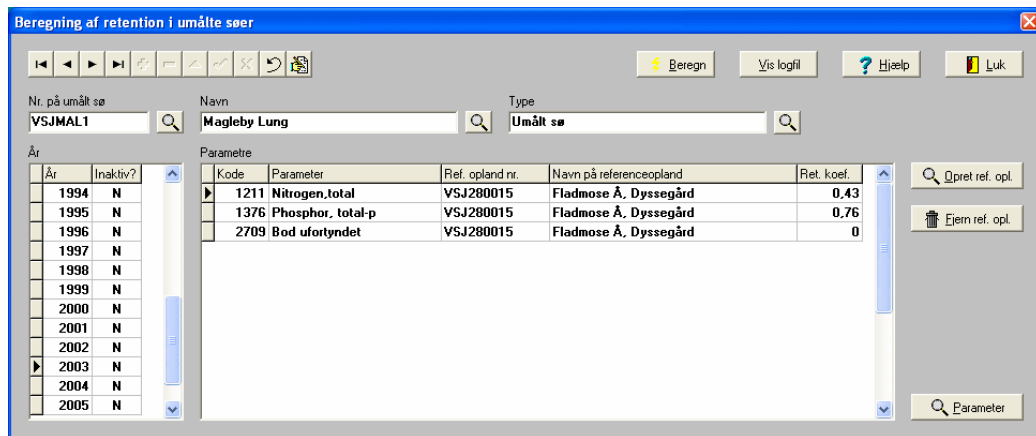 Beregning af retention i umålte søer
Beregn Vis logfil Hjælp Luk
Nr. på umålt sø Navn Type
VSJMAL1 Magleby Lung Umålt sø
År Parametre
År Inaktiv? Kode Parameter Ref. opland nr. Navn på referenceopland Ret. koef. Opret ref. opl.
1994 N 1211 Nitrogen,total VSJ280015 Fladmose Å, Dyssegård 0,43
1995 N 1376 Phosphor, total-p VSJ280015 Fladmose Å, Dyssegård 0,76 Fjern ref. opl.
1996 N 2709 Bod ufortyndet VSJ280015 Fladmose Å, Dyssegård 0
1997 N
1998 N
1999 N
2000 N
2001 N
2002 N
2003 N
2004 N
2005 N Parameter